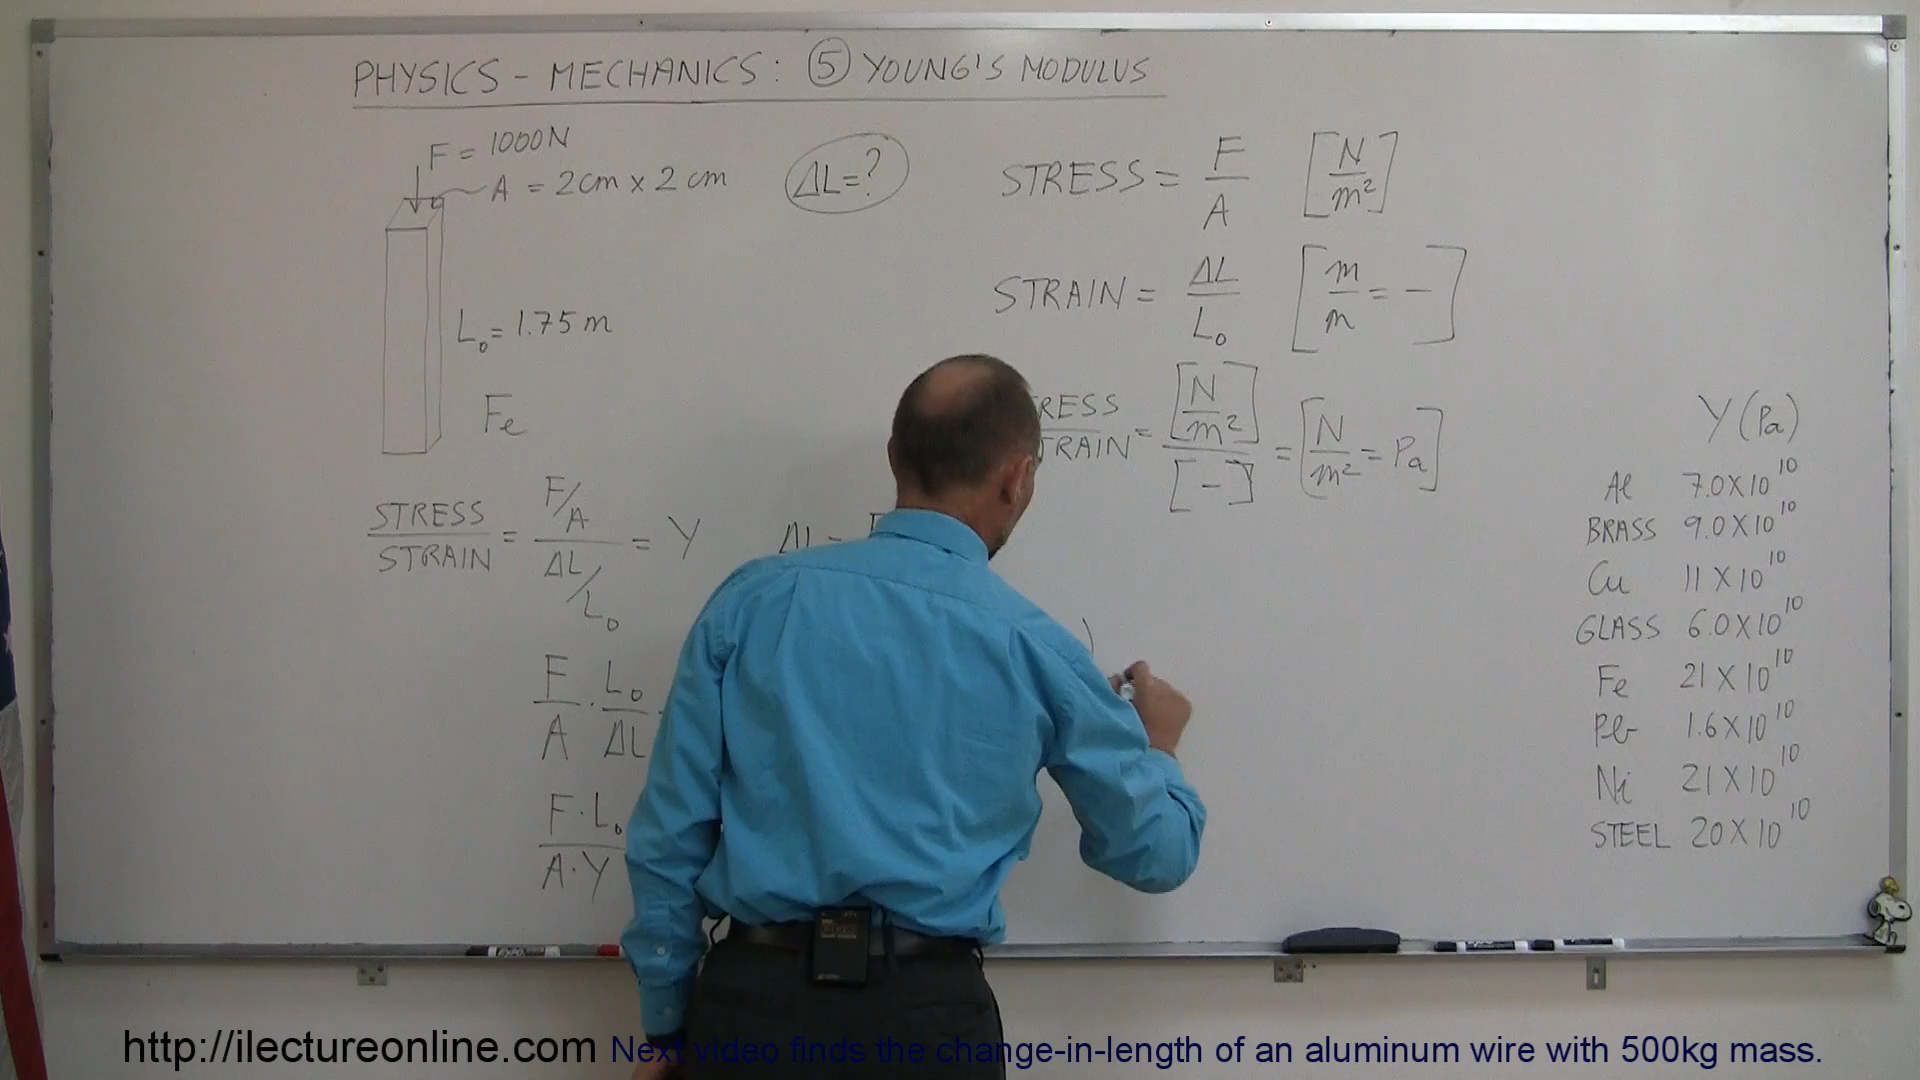 PHYSICS - MECHANICS: ⑤ YOUNG'S MODULUS
F = 1000N
A = 2cm x 2cm
ΔL=?
L₀ = 1.75 m
Fe
STRESS/STRAIN = (F/A)/(ΔL/L₀) = Y
ΔL =
F/A · L₀/ΔL
F·L₀/A·Y
STRESS = F/A [N/m²]
STRAIN = ΔL/L₀ [m/m = -]
RESS/TRAIN = [N/m²]/[-] = [N/m² = Pa]
Y (Pa)
Al 7.0 X 10¹⁰
BRASS 9.0 X 10¹⁰
Cu 11 X 10¹⁰
GLASS 6.0 X 10¹⁰
Fe 21 X 10¹⁰
Pb 1.6 X 10¹⁰
Ni 21 X 10¹⁰
STEEL 20 X 10¹⁰
http://ilectureonline.com Next video finds the change-in-length of an aluminum wire with 500kg mass.